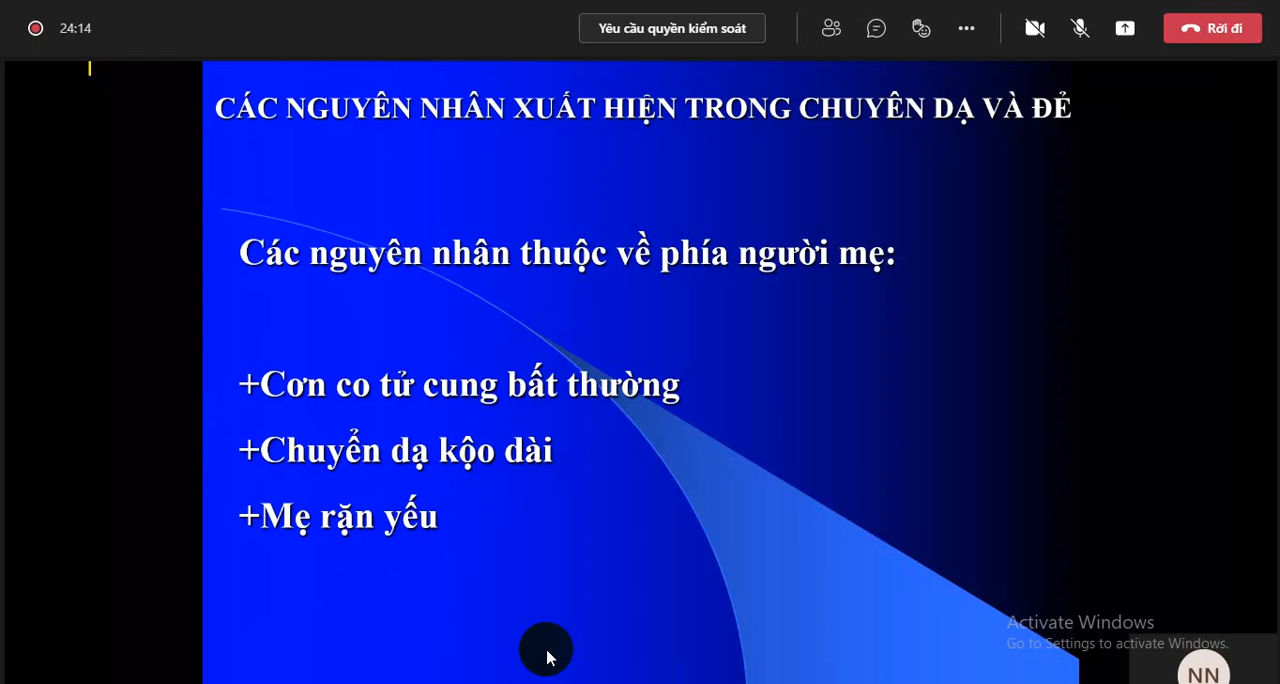 24:14
Yêu cầu quyền kiểm soát
Rời đi
CÁC NGUYÊN NHÂN XUẤT HIỆN TRONG CHUYÊN DẠ VÀ ĐẺ
Các nguyên nhân thuộc về phía người mẹ:
+Cơn co tử cung bất thường
+Chuyển dạ kộo dài
+Mẹ rặn yếu
Activate Windows
Go to Settings to activate Windows.
NN